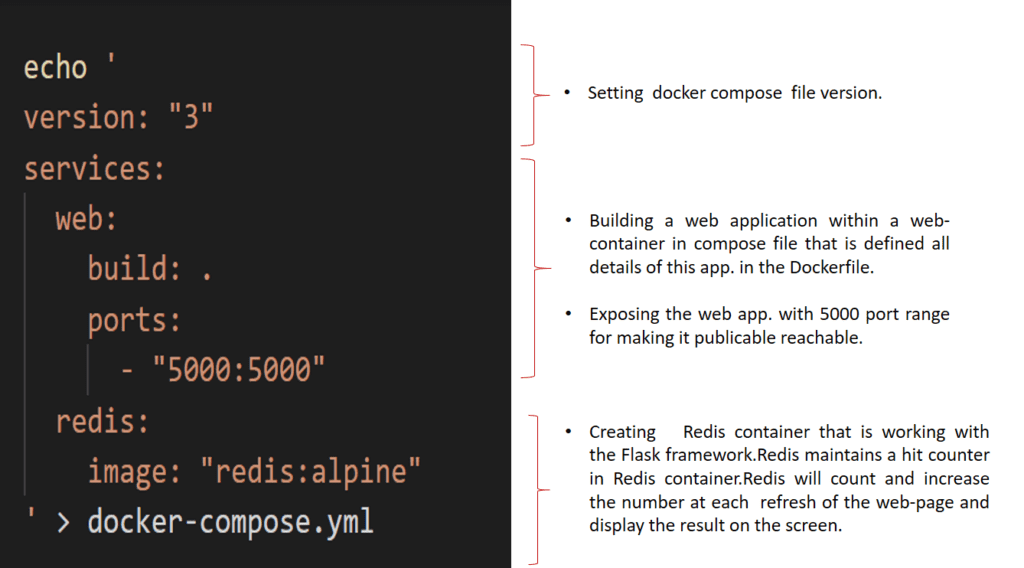 echo '
version: "3"
services:
web:
build: .
ports:
- "5000:5000"
redis:
image: "redis:alpine"
' > docker-compose.yml
• Setting docker compose file version.
• Building a web application within a web-
container in compose file that is defined all
details of this app. in the Dockerfile.
• Exposing the web app. with 5000 port range
for making it publicable reachable.
• Creating Redis container that is working with
the Flask framework.Redis maintains a hit counter
in Redis container.Redis will count and increase
the number at each refresh of the web-page and
display the result on the screen.